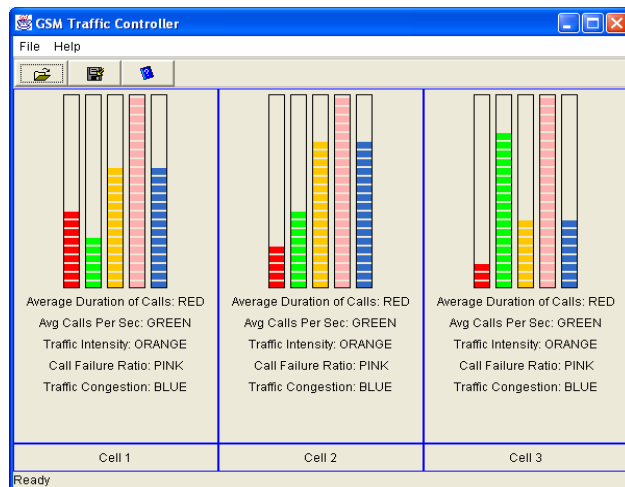 GSM Traffic Controller
File Help
Average Duration of Calls: RED
Avg Calls Per Sec: GREEN
Traffic Intensity: ORANGE
Call Failure Ratio: PINK
Traffic Congestion: BLUE
Cell 1
Average Duration of Calls: RED
Avg Calls Per Sec: GREEN
Traffic Intensity: ORANGE
Call Failure Ratio: PINK
Traffic Congestion: BLUE
Cell 2
Average Duration of Calls: RED
Avg Calls Per Sec: GREEN
Traffic Intensity: ORANGE
Call Failure Ratio: PINK
Traffic Congestion: BLUE
Cell 3
Ready